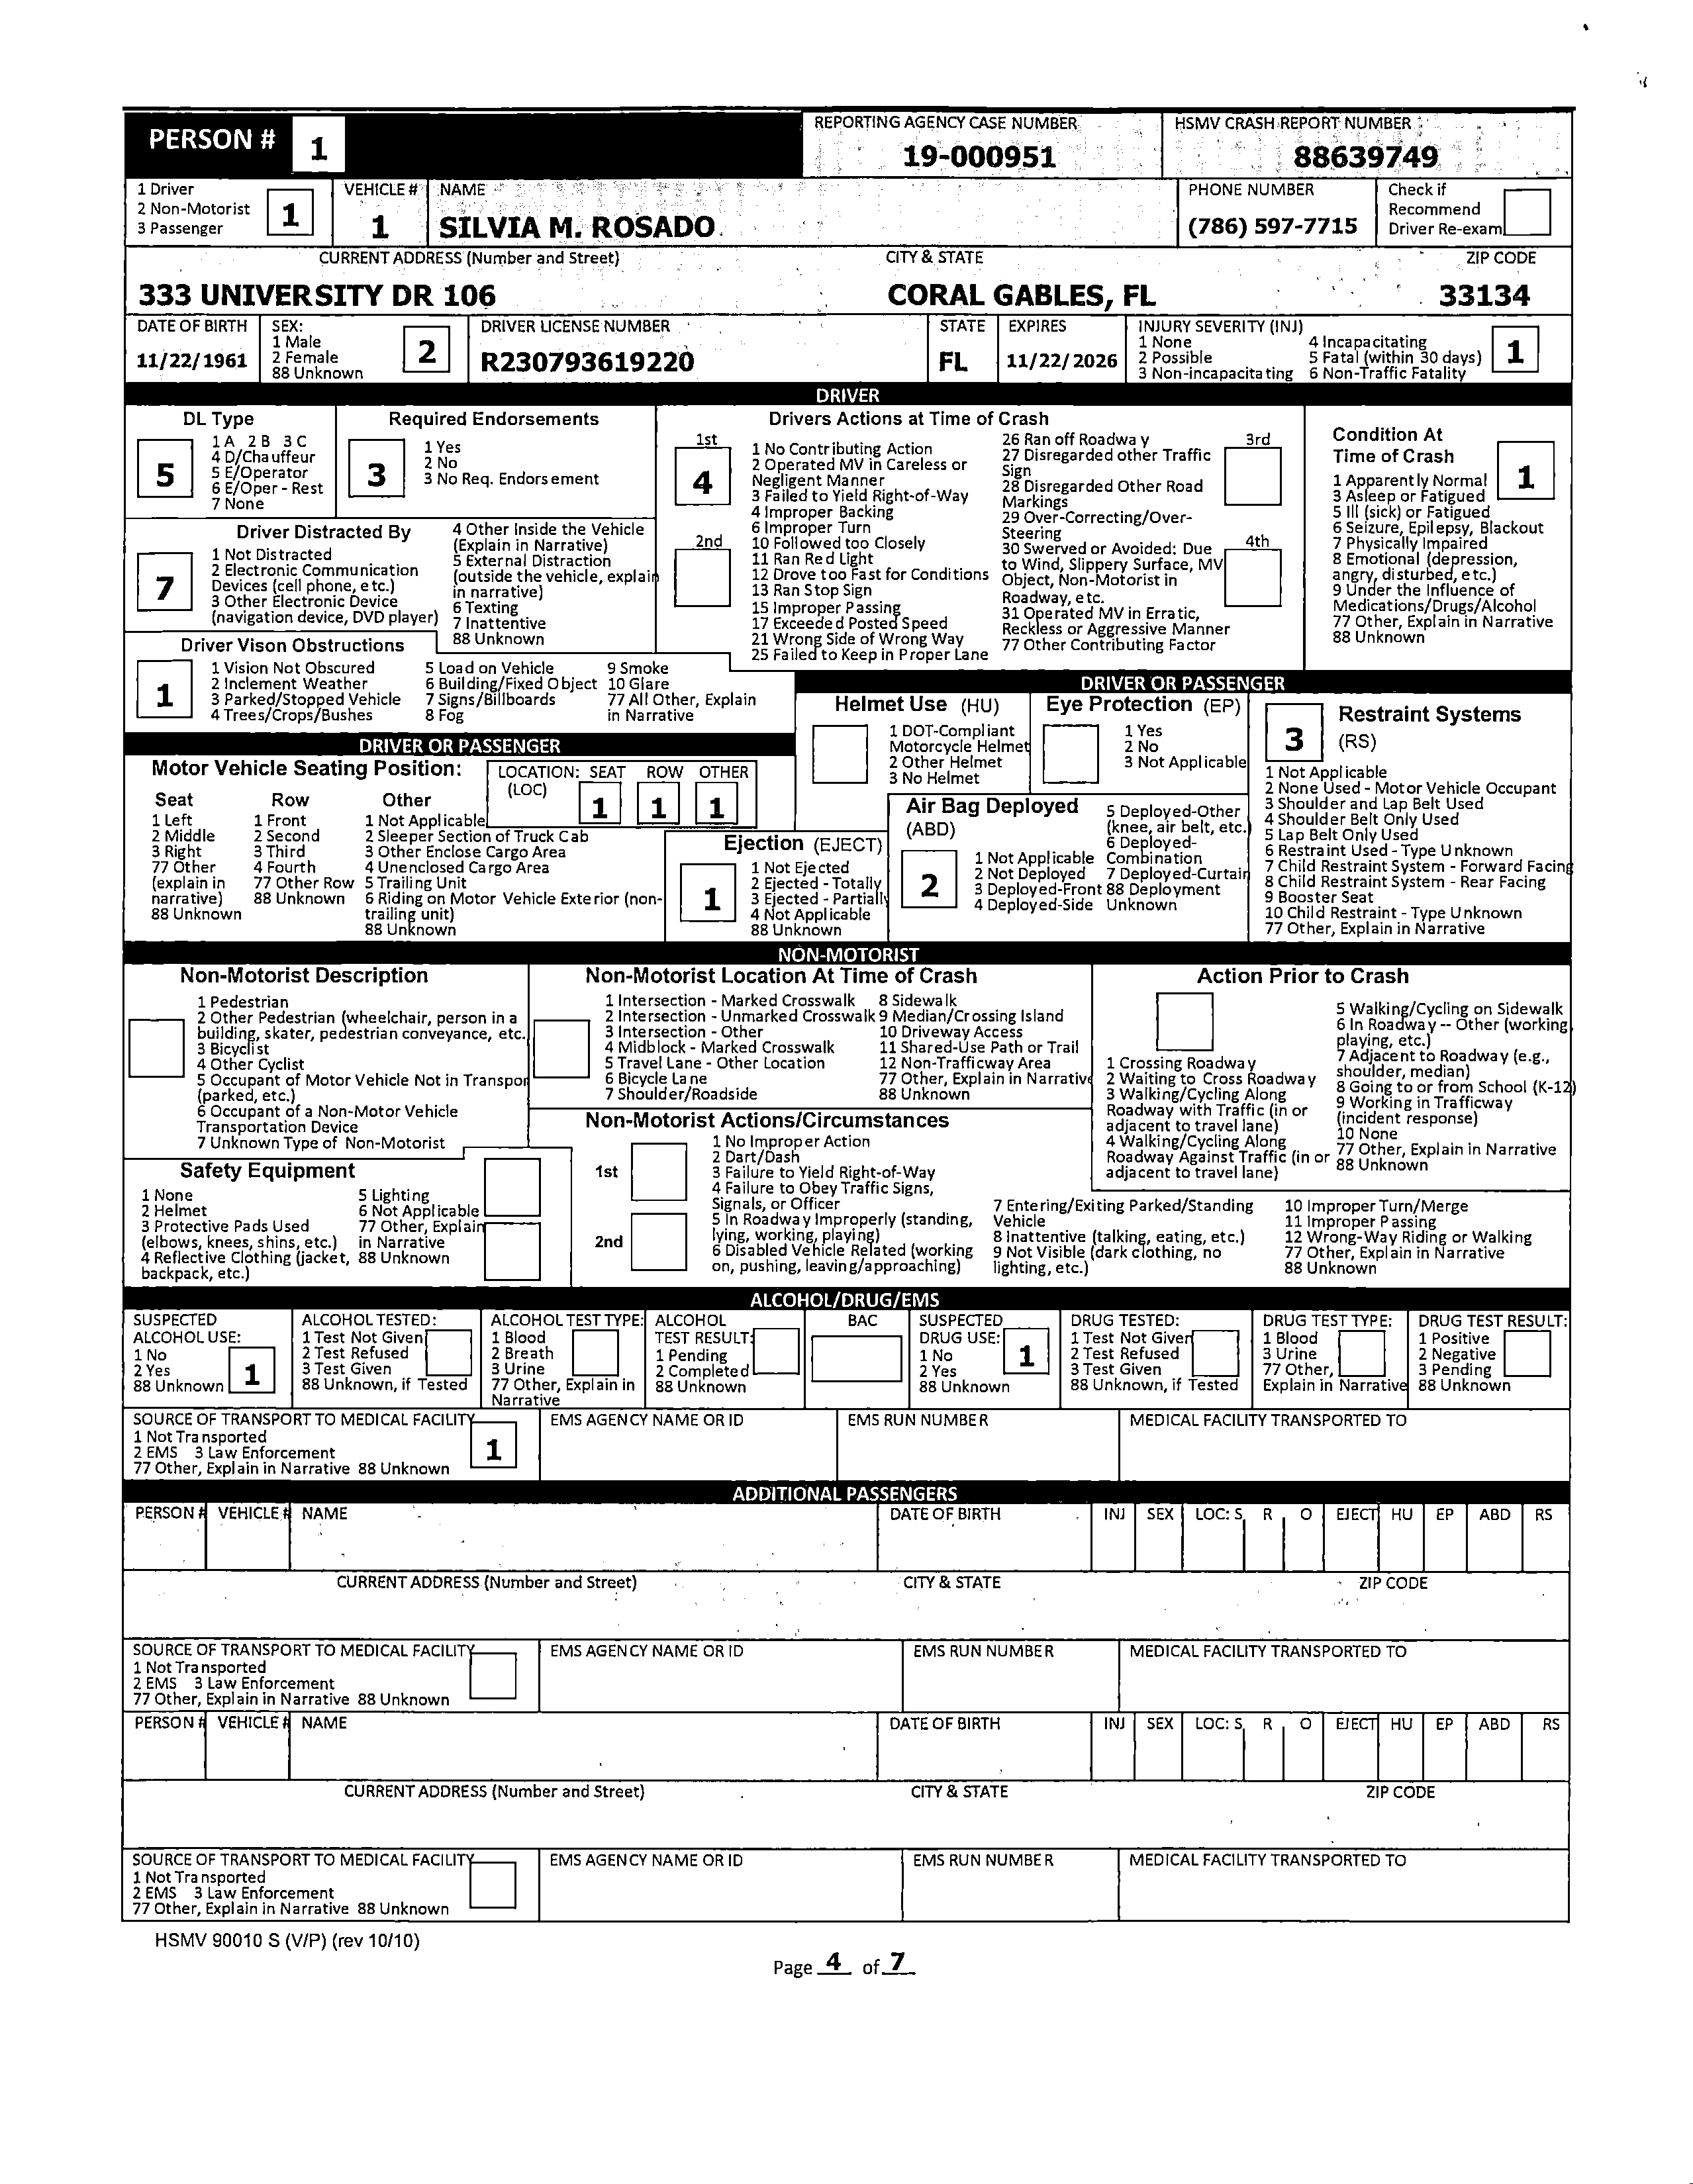 PERSON # 1
REPORTING AGENCY CASE NUMBER
19-000951
HSMV CRASH REPORT NUMBER
88639749
1 Driver
2 Non-Motorist
3 Passenger
1
VEHICLE #
1
NAME
SILVIA M. ROSADO
PHONE NUMBER
(786) 597-7715
Check if
Recommend
Driver Re-exam
CURRENT ADDRESS (Number and Street)
CITY & STATE
ZIP CODE
333 UNIVERSITY DR 106
CORAL GABLES, FL
33134
DATE OF BIRTH
11/22/1961
SEX:
1 Male
2 Female
88 Unknown
2
DRIVER LICENSE NUMBER
R230793619220
STATE
FL
EXPIRES
11/22/2026
INJURY SEVERITY (INJ)
1 None
2 Possible
3 Non-incapacitating
4 Incapacitating
5 Fatal (within 30 days)
6 Non-Traffic Fatality
1
DRIVER
DL Type
5
1 A 2 B 3 C
4 D/Chauffeur
5 E/Operator
6 E/Oper - Rest
7 None
Required Endorsements
3
1 Yes
2 No
3 No Req. Endorsement
Driver Distracted By
7
1 Not Distracted
2 Electronic Communication
Devices (cell phone, etc.)
3 Other Electronic Device
(navigation device, DVD player)
4 Other Inside the Vehicle
(Explain in Narrative)
5 External Distraction
(outside the vehicle, explain
in narrative)
6 Texting
7 Inattentive
88 Unknown
Driver Vison Obstructions
1
1 Vision Not Obscured
2 Inclement Weather
3 Parked/Stopped Vehicle
4 Trees/Crops/Bushes
5 Load on Vehicle
6 Building/Fixed Object
7 Signs/Billboards
8 Fog
9 Smoke
10 Glare
77 All Other, Explain
in Narrative
Drivers Actions at Time of Crash
1st
4
2nd
1 No Contributing Action
2 Operated MV in Careless or
Negligent Manner
3 Failed to Yield Right-of-Way
4 Improper Backing
6 Improper Turn
10 Followed too Closely
11 Ran Red Light
12 Drove too Fast for Conditions
13 Ran Stop Sign
15 Improper Passing
17 Exceeded Posted Speed
21 Wrong Side of Wrong Way
25 Failed to Keep in Proper Lane
26 Ran off Roadway
27 Disregarded other Traffic
Sign
28 Disregarded Other Road
Markings
29 Over-Correcting/Over-
Steering
30 Swerved or Avoided: Due
to Wind, Slippery Surface, MV
Object, Non-Motorist in
Roadway, etc.
31 Operated MV in Erratic,
Reckless or Aggressive Manner
77 Other Contributing Factor
3rd
4th
Condition At
Time of Crash
1
1 Apparently Normal
3 Asleep or Fatigued
5 Ill (sick) or Fatigued
6 Seizure, Epilepsy, Blackout
7 Physically Impaired
8 Emotional (depression,
angry, disturbed, etc.)
9 Under the Influence of
Medications/Drugs/Alcohol
77 Other, Explain in Narrative
88 Unknown
DRIVER OR PASSENGER
Motor Vehicle Seating Position:
LOCATION: SEAT ROW OTHER
(LOC)
1 1 1
Seat
1 Left
2 Middle
3 Right
77 Other
(explain in
narrative)
88 Unknown
Row
1 Front
2 Second
3 Third
4 Fourth
77 Other Row
88 Unknown
Other
1 Not Applicable
2 Sleeper Section of Truck Cab
3 Other Enclose Cargo Area
4 Unenclosed Cargo Area
5 Trailing Unit
6 Riding on Motor Vehicle Exterior (non-
trailing unit)
88 Unknown
DRIVER OR PASSENGER
Helmet Use (HU)
1 DOT-Compliant
Motorcycle Helmet
2 Other Helmet
3 No Helmet
Eye Protection (EP)
1 Yes
2 No
3 Not Applicable
Ejection (EJECT)
1
1 Not Ejected
2 Ejected - Totally
3 Ejected - Partially
4 Not Applicable
88 Unknown
Air Bag Deployed
(ABD)
2
1 Not Applicable
2 Not Deployed
3 Deployed-Front
4 Deployed-Side
5 Deployed-Other
(knee, air belt, etc.)
6 Deployed-
Combination
7 Deployed-Curtain
88 Deployment
Unknown
3
Restraint Systems
(RS)
1 Not Applicable
2 None Used - Motor Vehicle Occupant
3 Shoulder and Lap Belt Used
4 Shoulder Belt Only Used
5 Lap Belt Only Used
6 Restraint Used - Type Unknown
7 Child Restraint System - Forward Facing
8 Child Restraint System - Rear Facing
9 Booster Seat
10 Child Restraint - Type Unknown
77 Other, Explain in Narrative
NON-MOTORIST
Non-Motorist Description
1 Pedestrian
2 Other Pedestrian (wheelchair, person in a
building, skater, pedestrian conveyance, etc.
3 Bicyclist
4 Other Cyclist
5 Occupant of Motor Vehicle Not in Transpor
(parked, etc.)
6 Occupant of a Non-Motor Vehicle
Transportation Device
7 Unknown Type of Non-Motorist
Non-Motorist Location At Time of Crash
1 Intersection - Marked Crosswalk
2 Intersection - Unmarked Crosswalk
3 Intersection - Other
4 Midblock - Marked Crosswalk
5 Travel Lane - Other Location
6 Bicycle Lane
7 Shoulder/Roadside
8 Sidewalk
9 Median/Crossing Island
10 Driveway Access
11 Shared-Use Path or Trail
12 Non-Trafficway Area
77 Other, Explain in Narrative
88 Unknown
Action Prior to Crash
1 Crossing Roadway
2 Waiting to Cross Roadway
3 Walking/Cycling Along
Roadway with Traffic (in or
adjacent to travel lane)
4 Walking/Cycling Along
Roadway Against Traffic (in or
adjacent to travel lane)
5 Walking/Cycling on Sidewalk
6 In Roadway -- Other (working
playing, etc.)
7 Adjacent to Roadway (e.g.,
shoulder, median)
8 Going to or from School (K-12)
9 Working in Trafficway
(incident response)
10 None
77 Other, Explain in Narrative
88 Unknown
Safety Equipment
1 None
2 Helmet
3 Protective Pads Used
(elbows, knees, shins, etc.)
4 Reflective Clothing (jacket,
backpack, etc.)
5 Lighting
6 Not Applicable
77 Other, Explain
in Narrative
88 Unknown
Non-Motorist Actions/Circumstances
1st
2nd
1 No Improper Action
2 Dart/Dash
3 Failure to Yield Right-of-Way
4 Failure to Obey Traffic Signs,
Signals, or Officer
5 In Roadway Improperly (standing,
lying, working, playing)
6 Disabled Vehicle Related (working
on, pushing, leaving/approaching)
7 Entering/Exiting Parked/Standing
Vehicle
8 Inattentive (talking, eating, etc.)
9 Not Visible (dark clothing, no
lighting, etc.)
10 Improper Turn/Merge
11 Improper Passing
12 Wrong-Way Riding or Walking
77 Other, Explain in Narrative
88 Unknown
ALCOHOL/DRUG/EMS
SUSPECTED
ALCOHOL USE:
1 No
2 Yes
88 Unknown
1
ALCOHOL TESTED:
1 Test Not Given
2 Test Refused
3 Test Given
88 Unknown, if Tested
ALCOHOL TEST TYPE:
1 Blood
2 Breath
3 Urine
77 Other, Explain in
Narrative
ALCOHOL
TEST RESULT:
1 Pending
2 Completed
88 Unknown
BAC
SUSPECTED
DRUG USE:
1 No
2 Yes
88 Unknown
1
DRUG TESTED:
1 Test Not Given
2 Test Refused
3 Test Given
88 Unknown, if Tested
DRUG TEST TYPE:
1 Blood
3 Urine
77 Other,
Explain in Narrative
DRUG TEST RESULT:
1 Positive
2 Negative
3 Pending
88 Unknown
SOURCE OF TRANSPORT TO MEDICAL FACILITY
1 Not Transported
2 EMS 3 Law Enforcement
77 Other, Explain in Narrative 88 Unknown
1
EMS AGENCY NAME OR ID
EMS RUN NUMBER
MEDICAL FACILITY TRANSPORTED TO
ADDITIONAL PASSENGERS
PERSON # VEHICLE # NAME DATE OF BIRTH INJ SEX LOC: S R O EJECT HU EP ABD RS
CURRENT ADDRESS (Number and Street) CITY & STATE ZIP CODE
SOURCE OF TRANSPORT TO MEDICAL FACILITY
1 Not Transported
2 EMS 3 Law Enforcement
77 Other, Explain in Narrative 88 Unknown
EMS AGENCY NAME OR ID
EMS RUN NUMBER
MEDICAL FACILITY TRANSPORTED TO
PERSON # VEHICLE # NAME DATE OF BIRTH INJ SEX LOC: S R O EJECT HU EP ABD RS
CURRENT ADDRESS (Number and Street) CITY & STATE ZIP CODE
SOURCE OF TRANSPORT TO MEDICAL FACILITY
1 Not Transported
2 EMS 3 Law Enforcement
77 Other, Explain in Narrative 88 Unknown
EMS AGENCY NAME OR ID
EMS RUN NUMBER
MEDICAL FACILITY TRANSPORTED TO
HSMV 90010 S (V/P) (rev 10/10)
Page 4 of 7